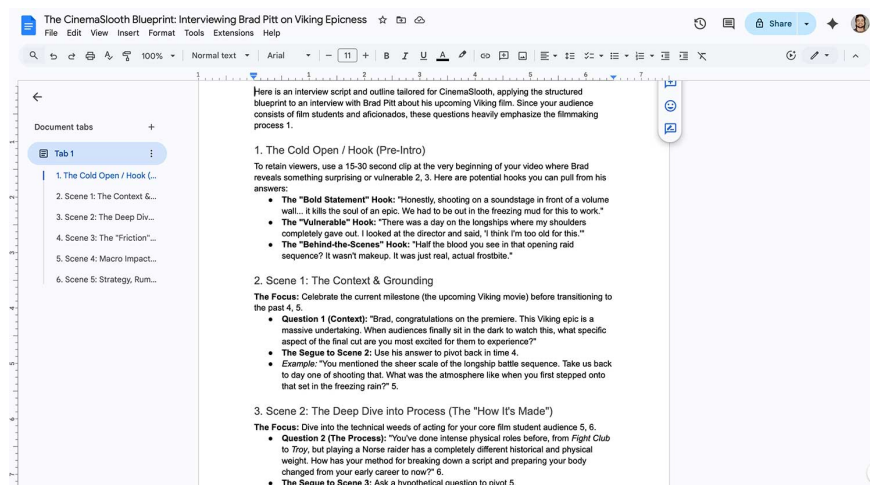 The CinemaSlooth Blueprint: Interviewing Brad Pitt on Viking Epicness
File Edit View Insert Format Tools Extensions Help
Share
100% Normal text Arial - 11 + B I U A
1 1 2 3 4 5 6 7
Document tabs +
Tab 1
1. The Cold Open / Hook (...
2. Scene 1: The Context &...
3. Scene 2: The Deep Div...
4. Scene 3: The "Friction"...
5. Scene 4: Macro Impact...
6. Scene 5: Strategy, Rum...
Here is an interview script and outline tailored for CinemaSlooth, applying the structured
blueprint to an interview with Brad Pitt about his upcoming Viking film. Since your audience
consists of film students and aficionados, these questions heavily emphasize the filmmaking
process 1.
1. The Cold Open / Hook (Pre-Intro)
To retain viewers, use a 15-30 second clip at the very beginning of your video where Brad
reveals something surprising or vulnerable 2, 3. Here are potential hooks you can pull from his
answers:
● The "Bold Statement" Hook: "Honestly, shooting on a soundstage in front of a volume
wall... it kills the soul of an epic. We had to be out in the freezing mud for this to work."
● The "Vulnerable" Hook: "There was a day on the longships where my shoulders
completely gave out. I looked at the director and said, 'I think I'm too old for this.'"
● The "Behind-the-Scenes" Hook: "Half the blood you see in that opening raid
sequence? It wasn't makeup. It was just real, actual frostbite."
2. Scene 1: The Context & Grounding
The Focus: Celebrate the current milestone (the upcoming Viking movie) before transitioning to
the past 4, 5.
● Question 1 (Context): "Brad, congratulations on the premiere. This Viking epic is a
massive undertaking. When audiences finally sit in the dark to watch this, what specific
aspect of the final cut are you most excited for them to experience?"
● The Segue to Scene 2: Use his answer to pivot back in time 4.
● Example: "You mentioned the sheer scale of the longship battle sequence. Take us back
to day one of shooting that. What was the atmosphere like when you first stepped onto
that set in the freezing rain?" 5.
3. Scene 2: The Deep Dive into Process (The "How It's Made")
The Focus: Dive into the technical weeds of acting for your core film student audience 5, 6.
● Question 2 (The Process): "You've done intense physical roles before, from Fight Club
to Troy, but playing a Norse raider has a completely different historical and physical
weight. How has your method for breaking down a script and preparing your body
changed from your early career to now?" 6.
● The Segue to Scene 3: Ask a hypothetical question to pivot 5.